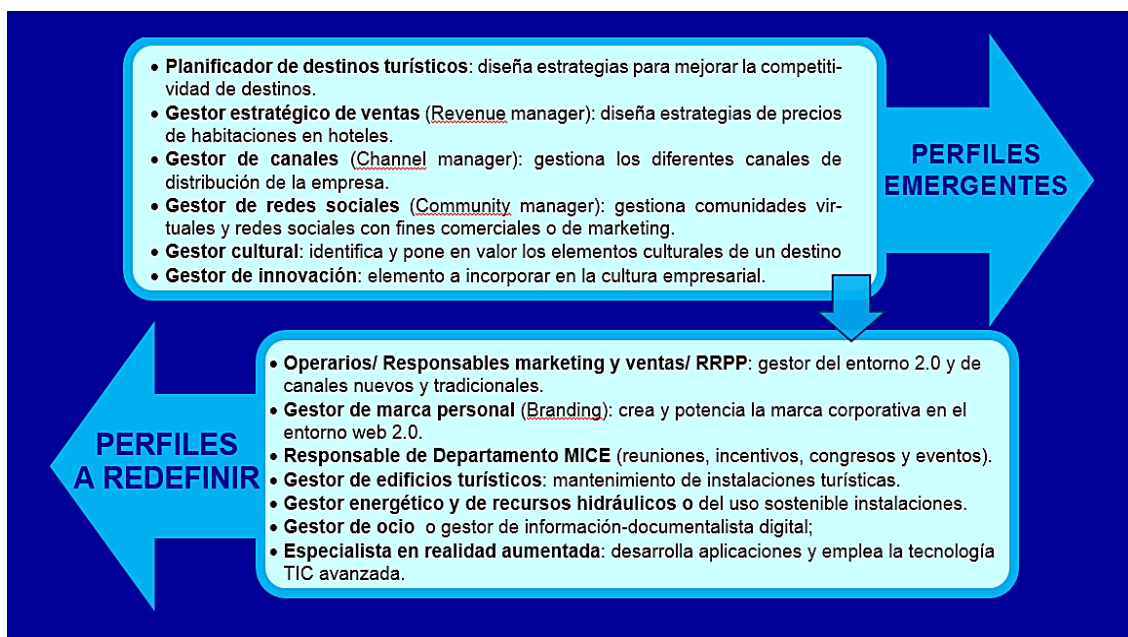 • Planificador de destinos turísticos: diseña estrategias para mejorar la competiti-
vidad de destinos.
• Gestor estratégico de ventas (Revenue manager): diseña estrategias de precios
de habitaciones en hoteles.
• Gestor de canales (Channel manager): gestiona los diferentes canales de
distribución de la empresa.
• Gestor de redes sociales (Community manager): gestiona comunidades vir-
tuales y redes sociales con fines comerciales o de marketing.
• Gestor cultural: identifica y pone en valor los elementos culturales de un destino
• Gestor de innovación: elemento a incorporar en la cultura empresarial.
PERFILES
EMERGENTES
PERFILES
A REDEFINIR
• Operarios/ Responsables marketing y ventas/ RRPP: gestor del entorno 2.0 y de
canales nuevos y tradicionales.
• Gestor de marca personal (Branding): crea y potencia la marca corporativa en el
entorno web 2.0.
• Responsable de Departamento MICE (reuniones, incentivos, congresos y eventos).
• Gestor de edificios turísticos: mantenimiento de instalaciones turísticas.
• Gestor energético y de recursos hidráulicos o del uso sostenible instalaciones.
• Gestor de ocio o gestor de información-documentalista digital;
• Especialista en realidad aumentada: desarrolla aplicaciones y emplea la tecnología
TIC avanzada.